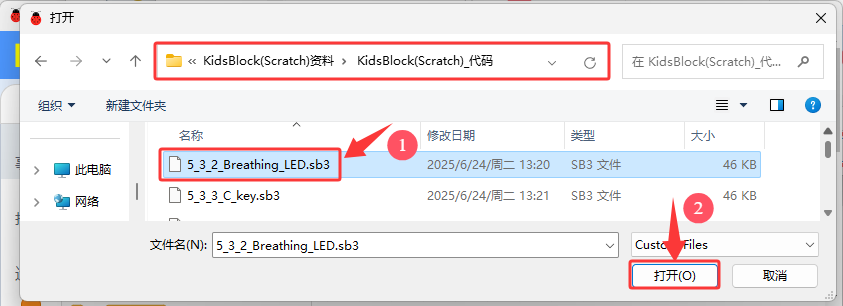 打开
« KidsBlock(Scratch)资料 › KidsBlock(Scratch)_代码
在 KidsBlock(Scratch)_代...
组织
新建文件夹
名称 修改日期 类型 大小
1
5_3_2_Breathing_LED.sb3 2025/6/24/周二 13:20 SB3 文件 46 KB
此电脑
5_3_3_C_key.sb3 2025/6/24/周二 13:21 SB3 文件 46 KB
网络
2
文件名(N): 5_3_2_Breathing_LED.sb3
打开(O) 取消